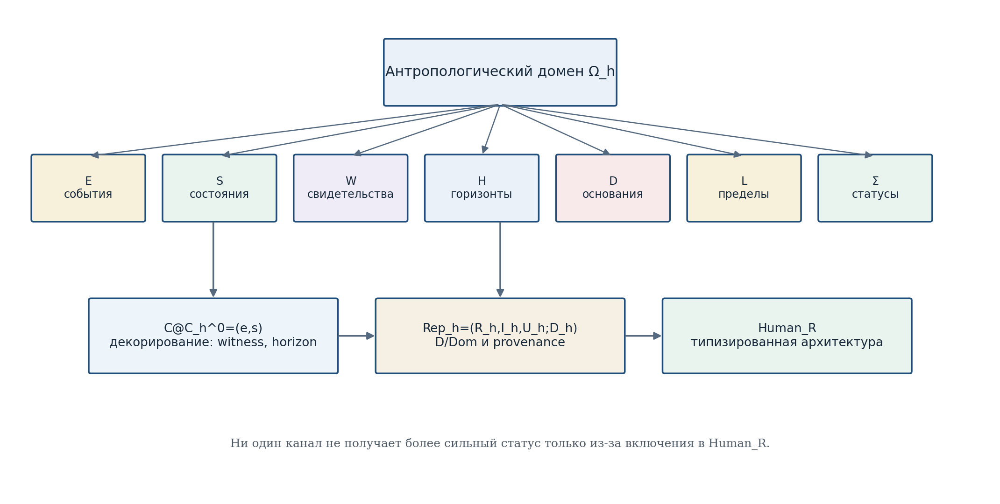 Антропологический домен Ω_h
E
события
S
состояния
W
свидетельства
H
горизонты
D
основания
L
пределы
Σ
статусы
C@C_h^0=(e,s)
декорирование: witness, horizon
Rep_h=(R_h,I_h,U_h;D_h)
D/Dom и provenance
Human_R
типизированная архитектура
Ни один канал не получает более сильный статус только из-за включения в Human_R.